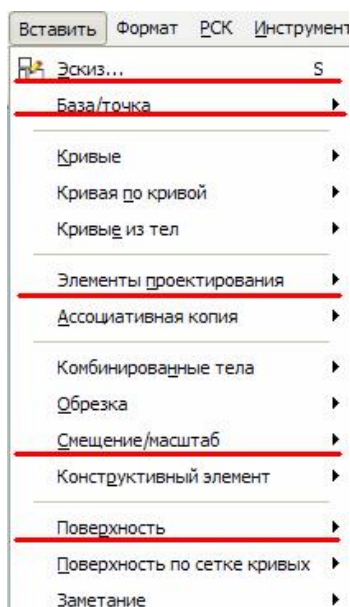 Вставить Формат РСК Инструмент
Эскиз... S
База/точка
Кривые
Кривая по кривой
Кривые из тел
Элементы проектирования
Ассоциативная копия
Комбинированные тела
Обрезка
Смещение/масштаб
Конструктивный элемент
Поверхность
Поверхность по сетке кривых
Заметание